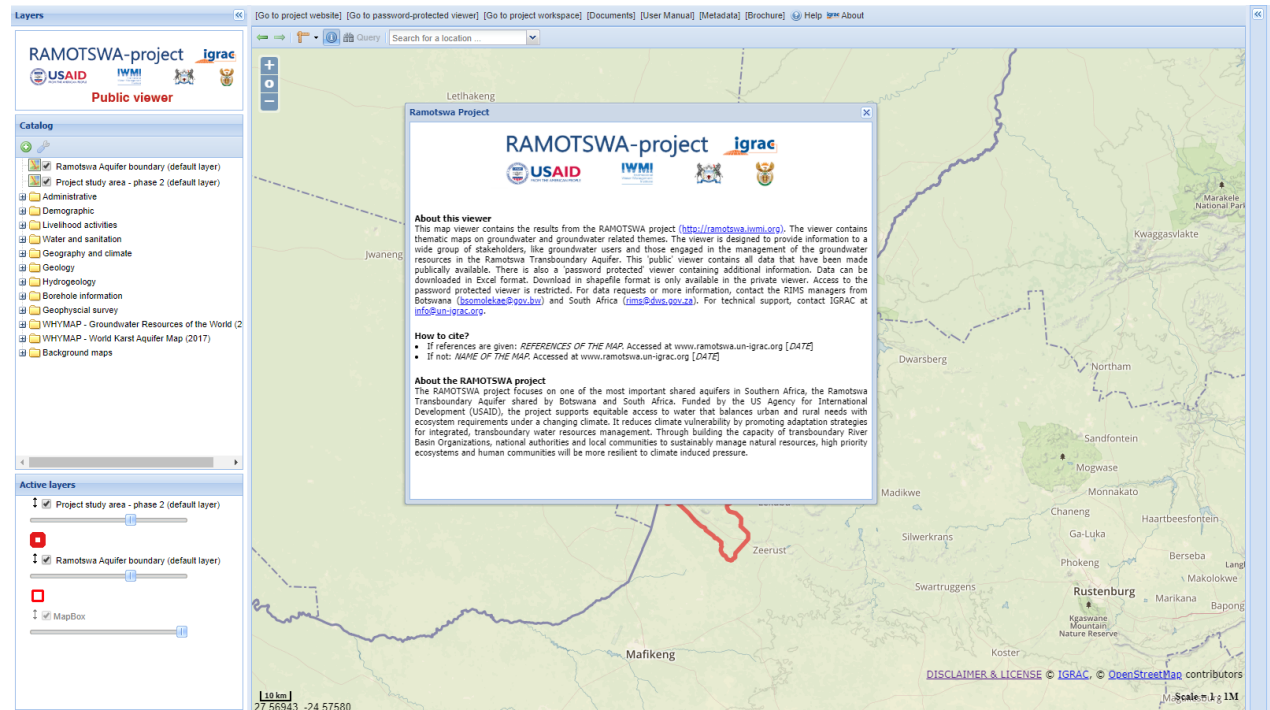 Layers
[Go to project website] [Go to password-protected viewer] [Go to project workspace] [Documents] [User Manual] [Metadata] [Brochure] Help igrac About
Query Search for a location ...
RAMOTSWA-project igrac
USAID IWMI
Public viewer
Catalog
Ramotswa Aquifer boundary (default layer)
Project study area - phase 2 (default layer)
Administrative
Demographic
Livelihood activities
Water and sanitation
Geography and climate
Geology
Hydrogeology
Borehole information
Geophyscial survey
WHYMAP - Groundwater Resources of the World (2
WHYMAP - World Karst Aquifer Map (2017)
Background maps
Active layers
Project study area - phase 2 (default layer)
Ramotswa Aquifer boundary (default layer)
MapBox
Letlhakeng
Jwaneng
Ramotswa Project
RAMOTSWA-project igrac
USAID IWMI
FROM THE AMERICAN PEOPLE
About this viewer
This map viewer contains the results from the RAMOTSWA project (http://ramotswa.iwmi.org). The viewer contains
thematic maps on groundwater and groundwater related themes. The viewer is designed to provide information to a
wide group of stakeholders, like groundwater users and those engaged in the management of the groundwater
resources in the Ramotswa Transboundary Aquifer. This 'public' viewer contains all data that have been made
publically available. There is also a 'password protected' viewer containing additional information. Data can be
downloaded in Excel format. Download in shapefile format is only available in the private viewer. Access to the
password protected viewer is restricted. For data requests or more information, contact the RIMS managers from
Botswana (bsomolekae@gov.bw) and South Africa (rims@dws.gov.za). For technical support, contact IGRAC at
info@un-igrac.org.
How to cite?
• If references are given: REFERENCES OF THE MAP. Accessed at www.ramotswa.un-igrac.org [DATE]
• If not: NAME OF THE MAP. Accessed at www.ramotswa.un-igrac.org [DATE]
About the RAMOTSWA project
The RAMOTSWA project focuses on one of the most important shared aquifers in Southern Africa, the Ramotswa
Transboundary Aquifer shared by Botswana and South Africa. Funded by the US Agency for International
Development (USAID), the project supports equitable access to water that balances urban and rural needs with
ecosystem requirements under a changing climate. It reduces climate vulnerability by promoting adaptation strategies
for integrated, transboundary water resources management. Through building the capacity of transboundary River
Basin Organizations, national authorities and local communities to sustainably manage natural resources, high priority
ecosystems and human communities will be more resilient to climate induced pressure.
Marakele
National Park
Kwaggasvlakte
Dwarsberg
Northam
Sandfontein
Mogwase
Madikwe
Monnakato
Chaneng
Haartbeesfontein
Silwerkrans
Ga-Luka
Zeerust
Berseba
Phokeng
Langl
Makolokwe
Swartruggens
Rustenburg
Marikana
Bapong
Kgaswane
Mountain
Nature Reserve
Koster
Mafikeng
DISCLAIMER & LICENSE © IGRAC, © OpenStreetMap contributors
10 km
Scale = 1 : 1M
27.56943, -24.57580